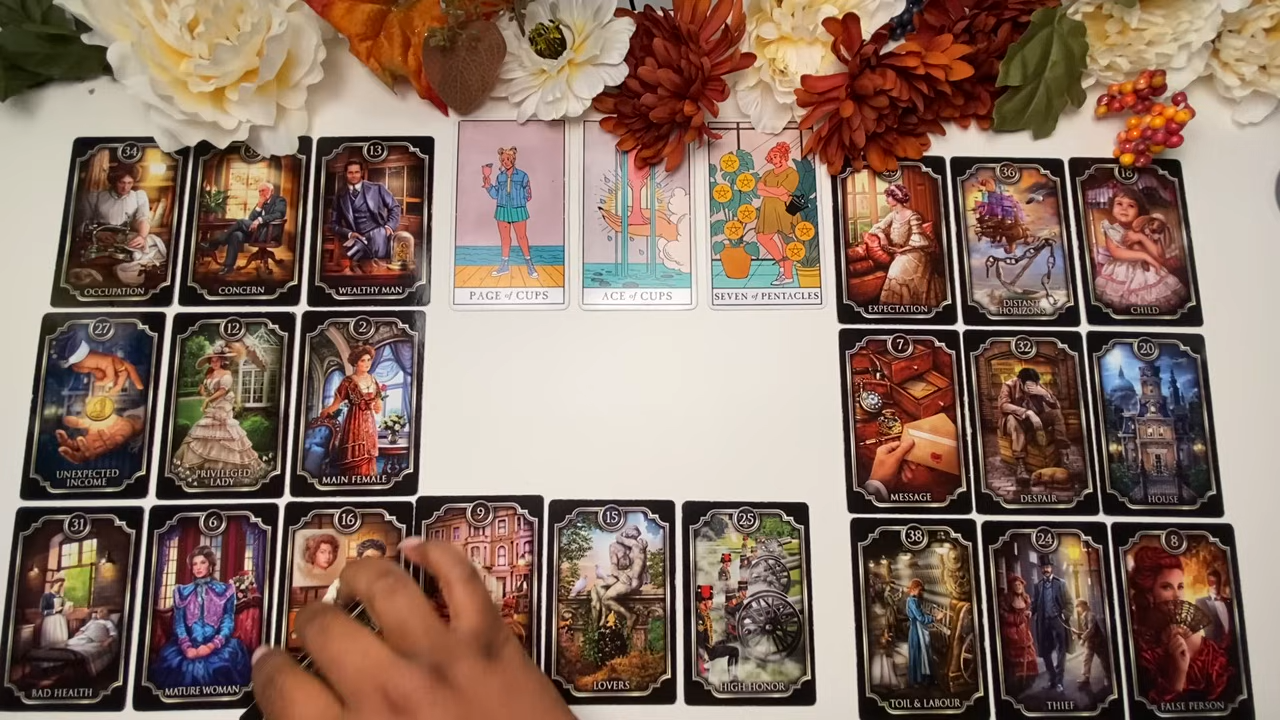 34
OCCUPATION
CONCERN
13
WEALTHY MAN
PAGE of CUPS
ACE of CUPS
SEVEN of PENTACLES
EXPECTATION
36
DISTANT
HORIZONS
18
CHILD
27
UNEXPECTED
INCOME
12
PRIVILEGED
LADY
2
MAIN FEMALE
7
MESSAGE
32
DESPAIR
20
HOUSE
31
BAD HEALTH
6
MATURE WOMAN
16
9
15
LOVERS
25
HIGH HONOR
38
TOIL & LABOUR
24
THIEF
8
FALSE PERSON